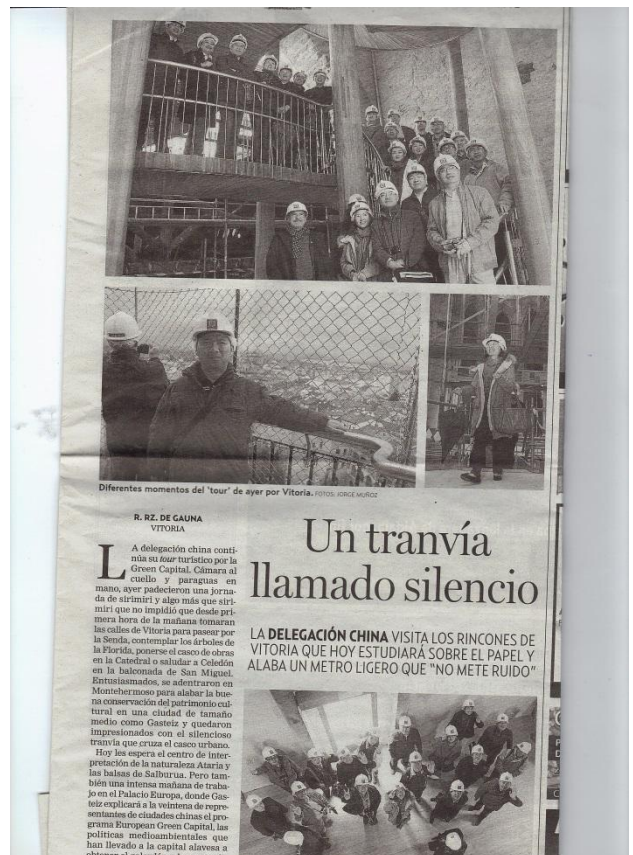 Diferentes momentos del 'tour' de ayer por Vitoria. FOTOS: JORGE MUÑOZ
R. RZ. DE GAUNA
VITORIA
LA delegación china conti-
núa su tour turístico por la
Green Capital. Cámara al
cuello y paraguas en
mano, ayer padecieron una jorna-
da de sirimiri y algo más que siri-
miri que no impidió que desde pri-
mera hora de la mañana tomaran
las calles de Vitoria para pasear por
la Senda, contemplar los árboles de
la Florida, ponerse el casco de obras
en la Catedral o saludar a Celedón
en la balconada de San Miguel.
Entusiasmados, se adentraron en
Montehermoso para alabar la bue-
na conservación del patrimonio cul-
tural en una ciudad de tamaño
medio como Gasteiz y quedaron
impresionados con el silencioso
tranvía que cruza el casco urbano.
Hoy les espera el centro de inter-
pretación de la naturaleza Ataria y
las balsas de Salburua. Pero tam-
bién una intensa mañana de traba-
jo en el Palacio Europa, donde Gas-
teiz explicará a la veintena de repre-
sentantes de ciudades chinas el pro-
grama European Green Capital, las
políticas medioambientales que
han llevado a la capital alavesa a
Un tranvía
llamado silencio
LA DELEGACIÓN CHINA VISITA LOS RINCONES DE
VITORIA QUE HOY ESTUDIARÁ SOBRE EL PAPEL Y
ALABA UN METRO LIGERO QUE "NO METE RUIDO"